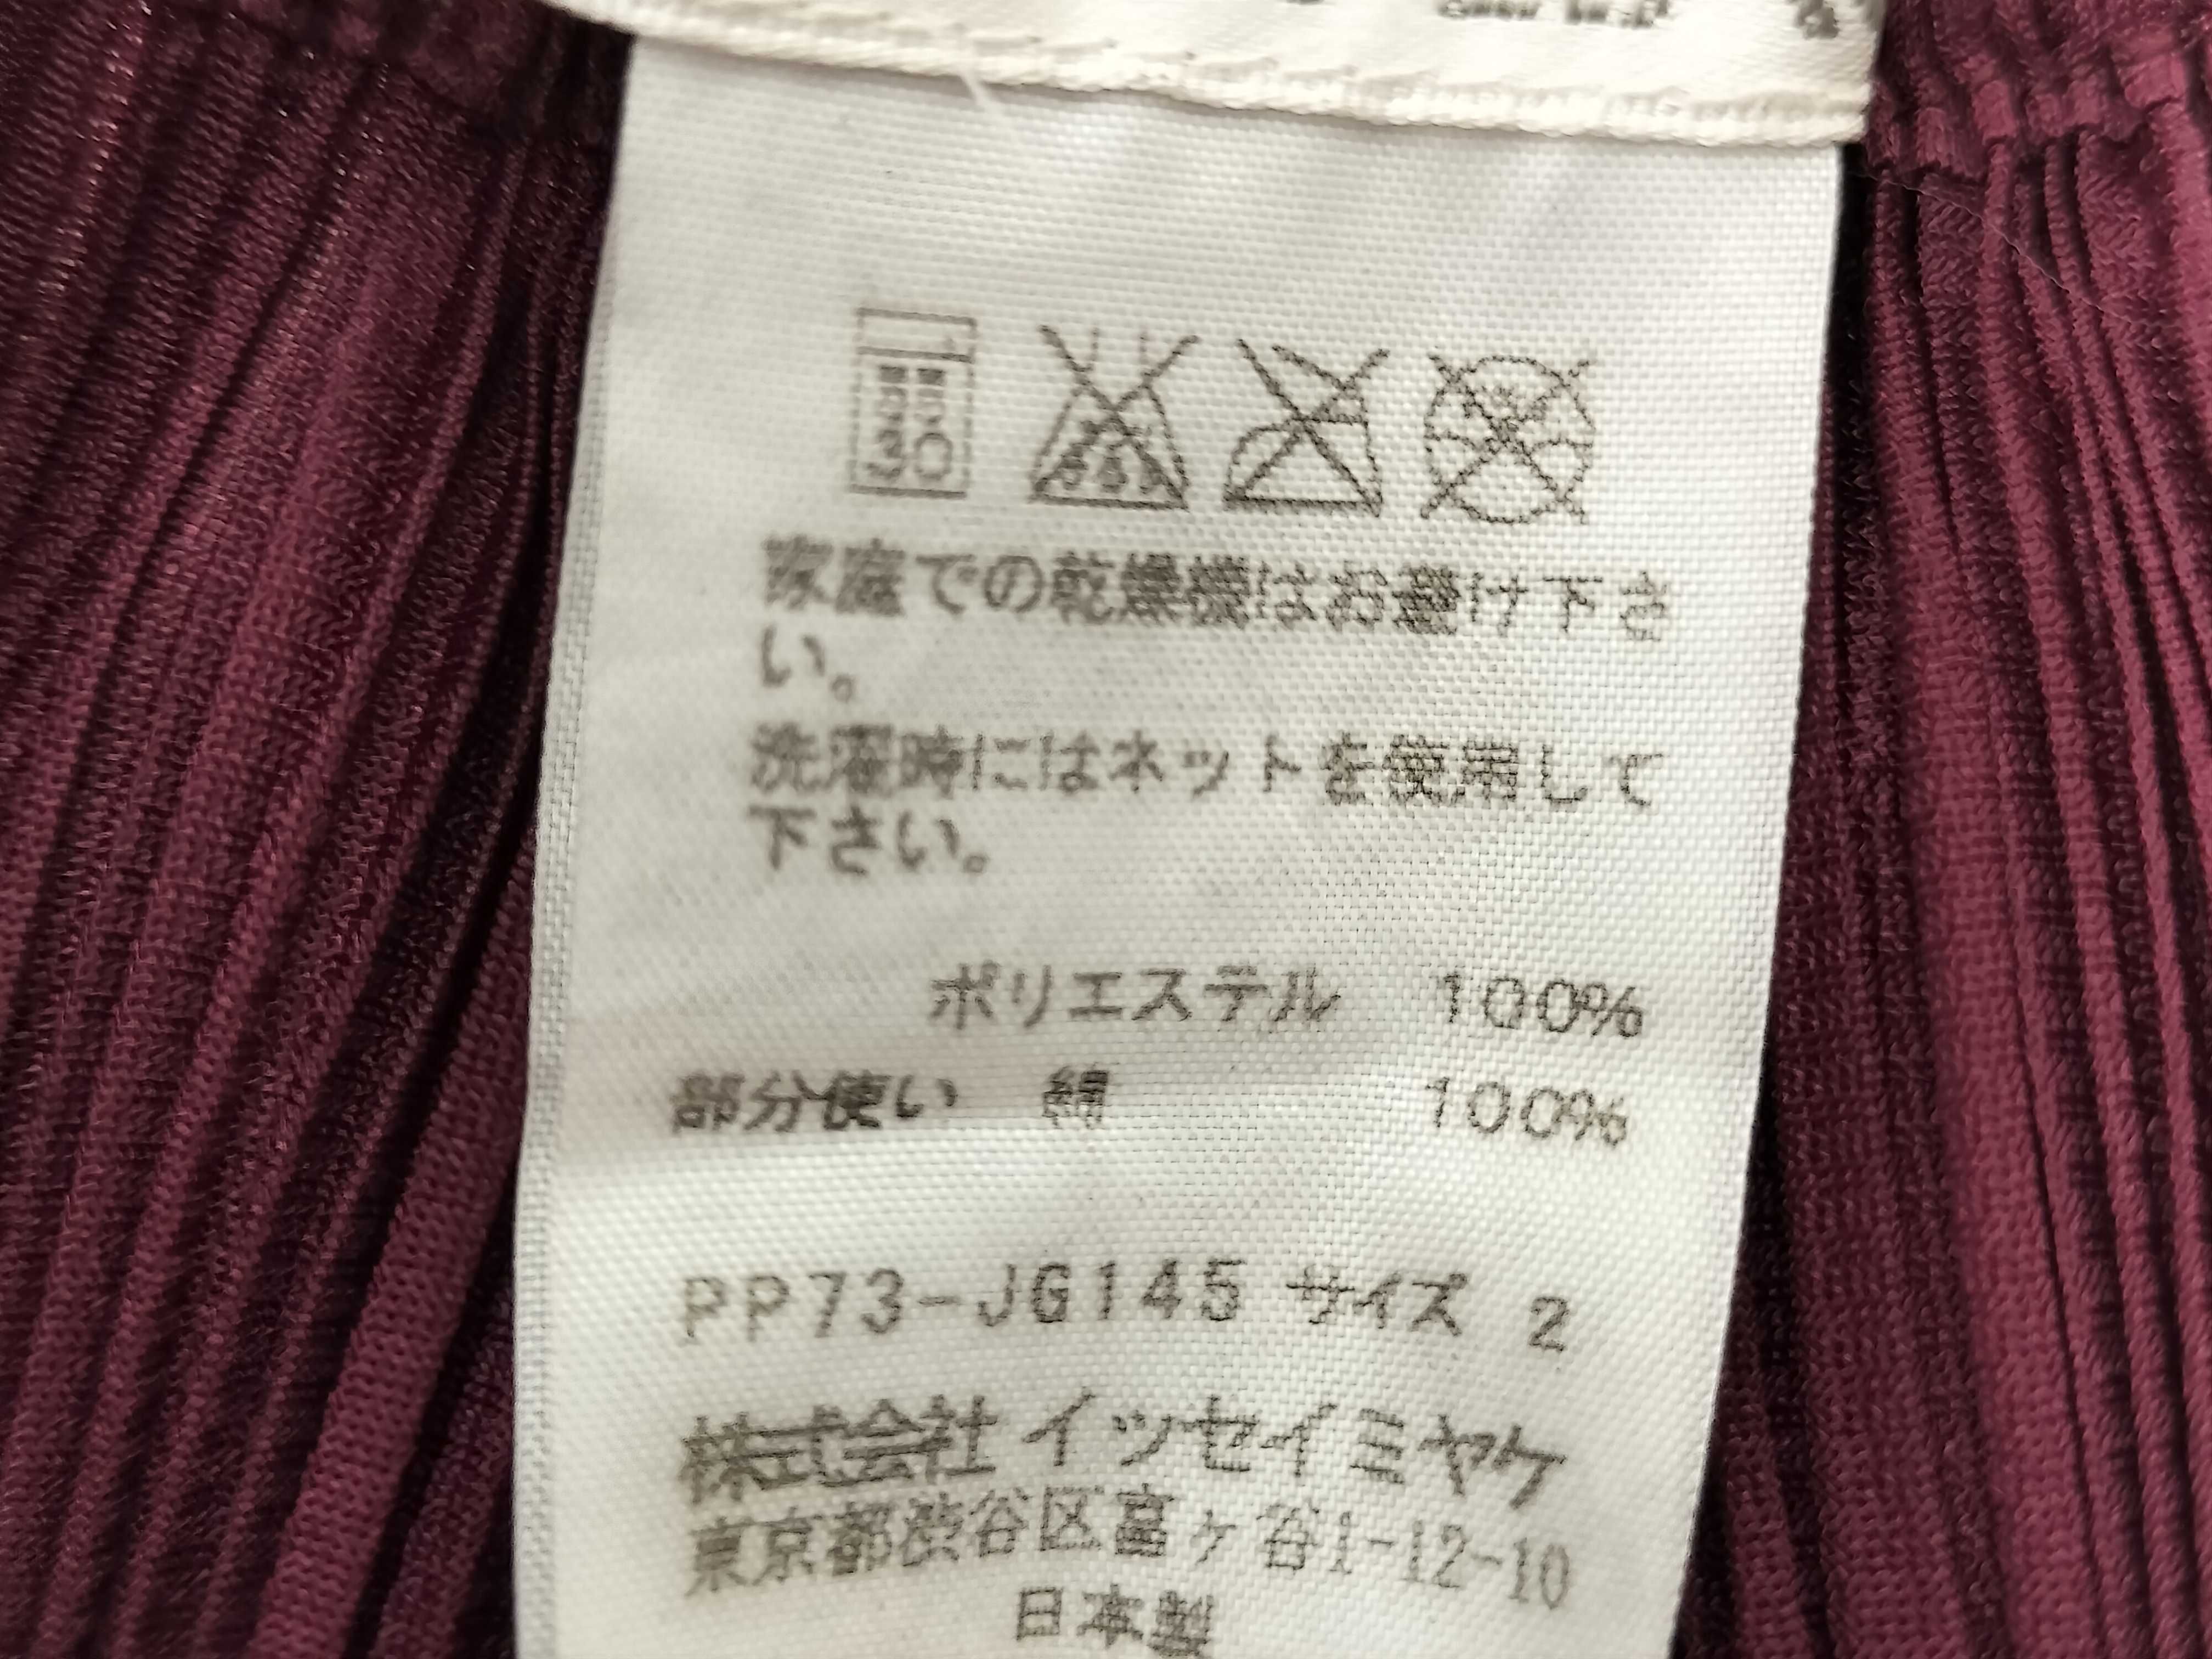 30
家庭での乾燥機はお避け下さ
い。
洗濯時にはネットを使用して
下さい。
ポリエステル 100%
部分使い 綿 100%
PP73-JG145 サイズ 2
株式会社 イッセイミヤケ
東京都渋谷区富ヶ谷1-12-10
日本製